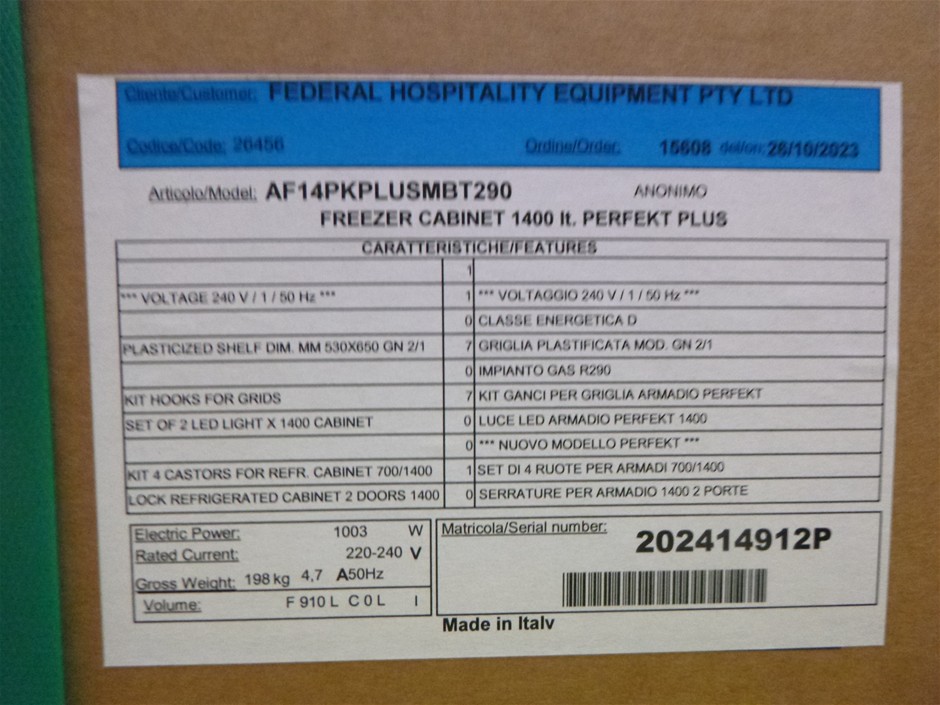 Cliente/Customer: FEDERAL HOSPITALITY EQUIPMENT PTY LTD
Codice/Code: 26456 Ordine/Order: 15608 del/on: 26/10/2023
Articolo/Model: AF14PKPLUSMBT290 ANONIMO
FREEZER CABINET 1400 lt. PERFEKT PLUS
CARATTERISTICHE/FEATURES
1
*** VOLTAGE 240 V / 1 / 50 Hz *** 1 *** VOLTAGGIO 240 V / 1 / 50 Hz ***
0 CLASSE ENERGETICA D
PLASTICIZED SHELF DIM. MM 530X650 GN 2/1 7 GRIGLIA PLASTIFICATA MOD. GN 2/1
0 IMPIANTO GAS R290
KIT HOOKS FOR GRIDS 7 KIT GANCI PER GRIGLIA ARMADIO PERFEKT
SET OF 2 LED LIGHT X 1400 CABINET 0 LUCE LED ARMADIO PERFEKT 1400
0 *** NUOVO MODELLO PERFEKT ***
KIT 4 CASTORS FOR REFR. CABINET 700/1400 1 SET DI 4 RUOTE PER ARMADI 700/1400
LOCK REFRIGERATED CABINET 2 DOORS 1400 0 SERRATURE PER ARMADIO 1400 2 PORTE
Electric Power: 1003 W
Rated Current: 220-240 V
Gross Weight: 198 kg 4,7 A50Hz
Volume: F 910 L C 0 L I
Matricola/Serial number:
202414912P
Made in Italy